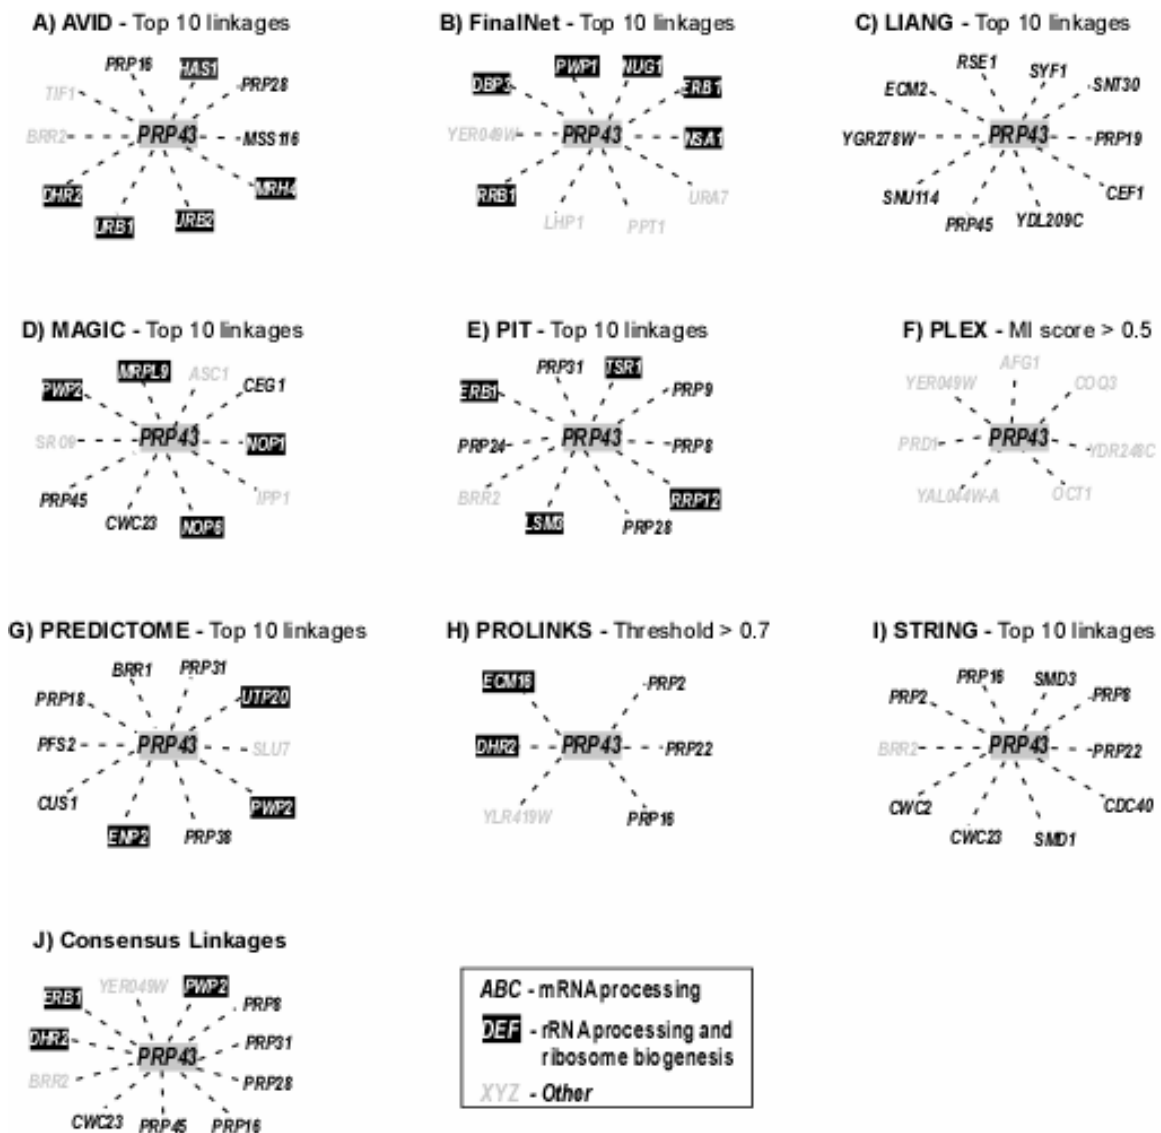 A) AVID - Top 10 linkages
PRP16
HAS1
TIF1
PRP28
BRR2
PRP43
MSS116
DHR2
MRH4
URB1
URB2
B) FinalNet - Top 10 linkages
PWP1
NUG1
DBP3
ERB1
YER049W
PRP43
NSA1
RRB1
URA7
LHP1
PPT1
C) LIANG - Top 10 linkages
RSE1
SYF1
ECM2
SNT30
YGR278W
PRP43
PRP19
SNU114
CEF1
PRP45
YDL209C
D) MAGIC - Top 10 linkages
MRPL9
ASC1
PWP2
CEG1
SRO9
PRP43
NOP1
PRP45
IPP1
CWC23
NOP6
E) PIT - Top 10 linkages
PRP31
TSR1
ERB1
PRP9
PRP24
PRP43
PRP8
BRR2
RRP12
LSM3
PRP28
F) PLEX - MI score > 0.5
AFG1
YER049W
COQ3
PRD1
PRP43
YDR248C
YAL044W-A
OCT1
G) PREDICTOME - Top 10 linkages
BRR1
PRP31
PRP18
UTP20
PFS2
PRP43
SLU7
CUS1
PWP2
ENP2
PRP38
H) PROLINKS - Threshold > 0.7
ECM16
PRP2
DHR2
PRP43
PRP22
YLR419W
PRP16
I) STRING - Top 10 linkages
PRP16
SMD3
PRP2
PRP8
BRR2
PRP43
PRP22
CWC2
CDC40
CWC23
SMD1
J) Consensus Linkages
YER049W
PWP2
ERB1
PRP8
DHR2
PRP31
PRP43
BRR2
PRP28
CWC23
PRP45
PRP16
ABC - mRNA processing
DEF - rRNA processing and
ribosome biogenesis
XYZ - Other